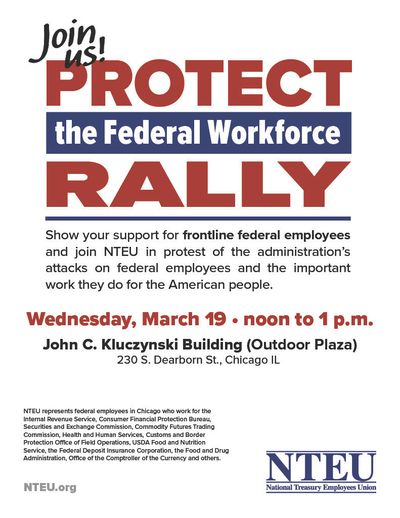 Join
us!
PROTECT
the Federal Workforce
RALLY
Show your support for frontline federal employees
and join NTEU in protest of the administration's
attacks on federal employees and the important
work they do for the American people.
Wednesday, March 19 • noon to 1 p.m.
John C. Kluczynski Building (Outdoor Plaza)
230 S. Dearborn St., Chicago IL
NTEU represents federal employees in Chicago who work for the
Internal Revenue Service, Consumer Financial Protection Bureau,
Securities and Exchange Commission, Commodity Futures Trading
Commission, Health and Human Services, Customs and Border
Protection Office of Field Operations, USDA Food and Nutrition
Service, the Federal Deposit Insurance Corporation, the Food and Drug
Administration, Office of the Comptroller of the Currency and others.
NTEU.org
NTEU
National Treasury Employees Union